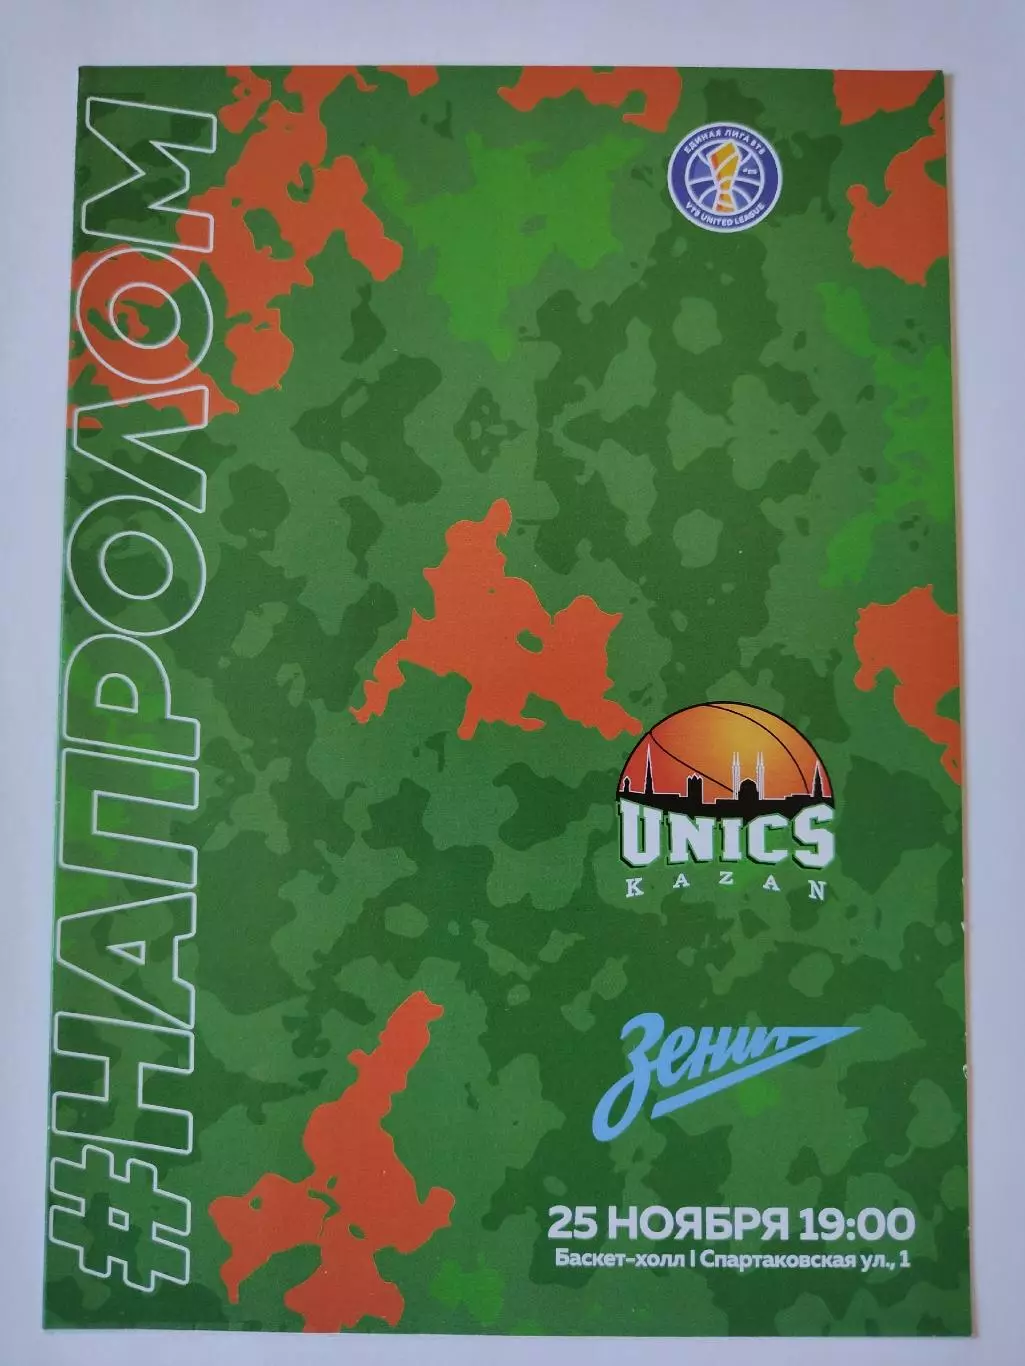 #НАПРОЛОМ
ЕДИНАЯ ЛИГА ВТБ
VTB UNITED LEAGUE
UNICS
KAZAN
Зенит
25 НОЯБРЯ 19:00
Баскет-холл | Спартаковская ул., 1